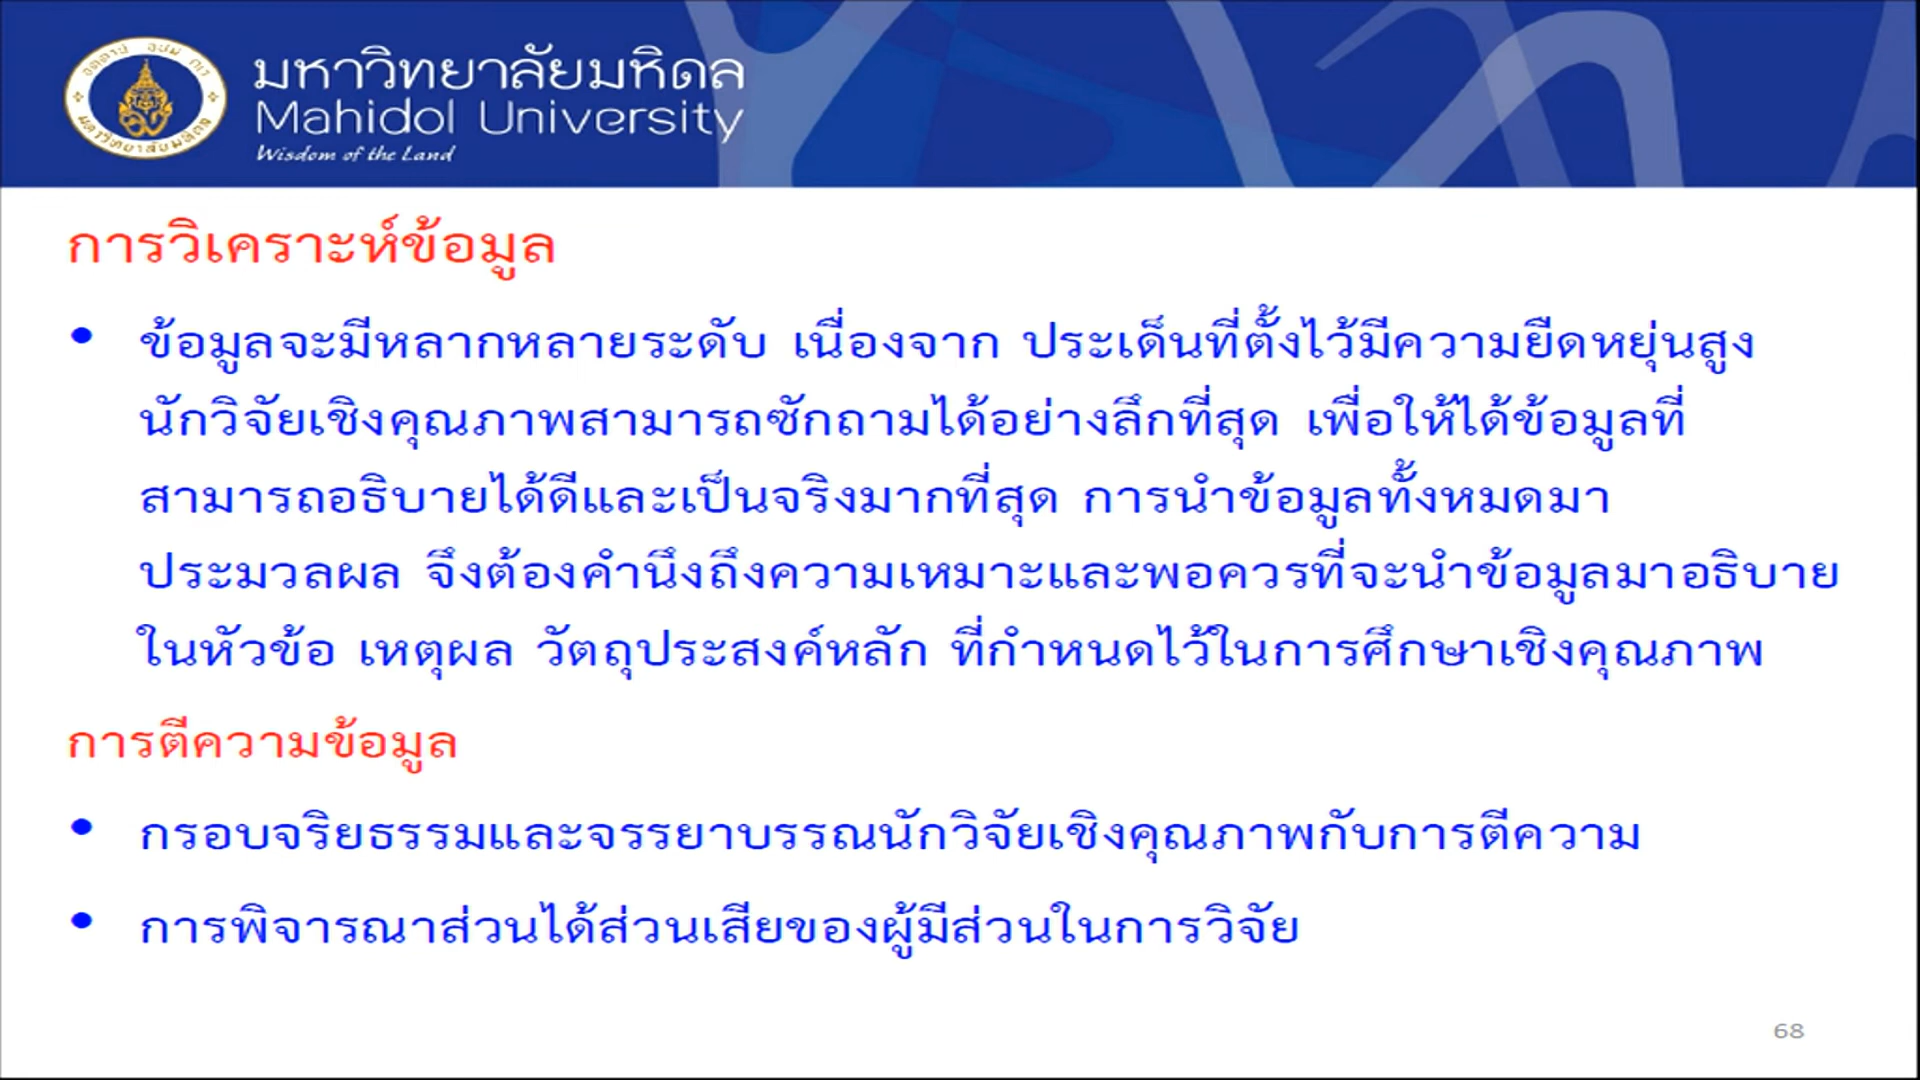 มหาวิทยาลัยมหิดล
Mahidol University
Wisdom of the Land
การวิเคราะห์ข้อมูล
• ข้อมูลจะมีหลากหลายระดับ เนื่องจาก ประเด็นที่ตั้งไว้มีความยืดหยุ่นสูง
นักวิจัยเชิงคุณภาพสามารถซักถามได้อย่างลึกที่สุด เพื่อให้ได้ข้อมูลที่
สามารถอธิบายได้ดีและเป็นจริงมากที่สุด การนำข้อมูลทั้งหมดมา
ประมวลผล จึงต้องคำนึงถึงความเหมาะและพอควรที่จะนำข้อมูลมาอธิบาย
ในหัวข้อ เหตุผล วัตถุประสงค์หลัก ที่กำหนดไว้ในการศึกษาเชิงคุณภาพ
การตีความข้อมูล
• กรอบจริยธรรมและจรรยาบรรณนักวิจัยเชิงคุณภาพกับการตีความ
• การพิจารณาส่วนได้ส่วนเสียของผู้มีส่วนในการวิจัย
68